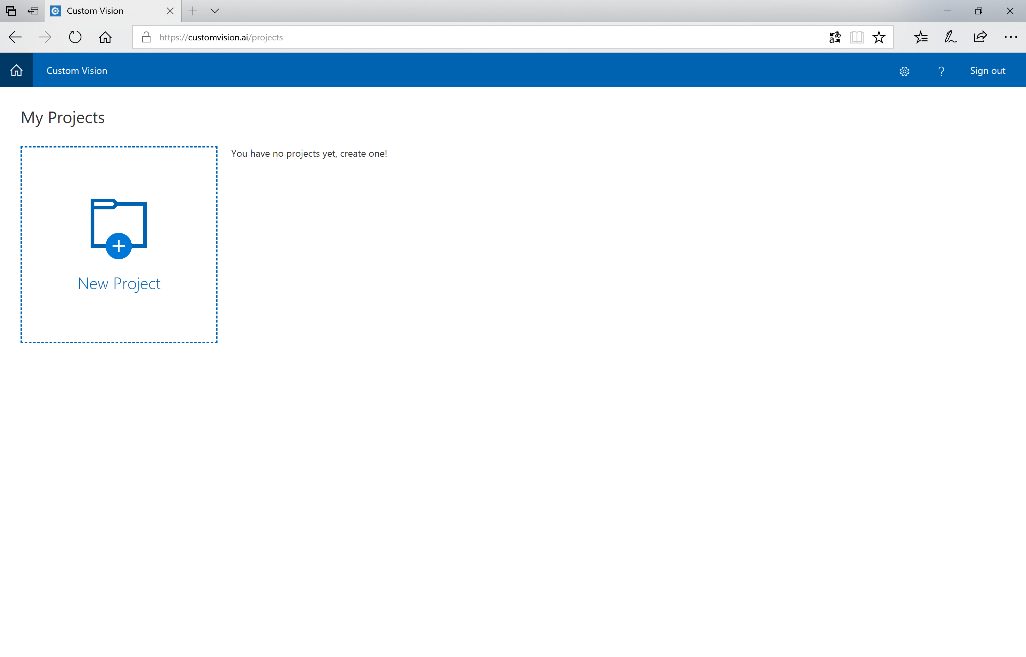 Custom Vision
https://customvision.ai/projects
Custom Vision
? Sign out
My Projects
You have no projects yet, create one!
New Project